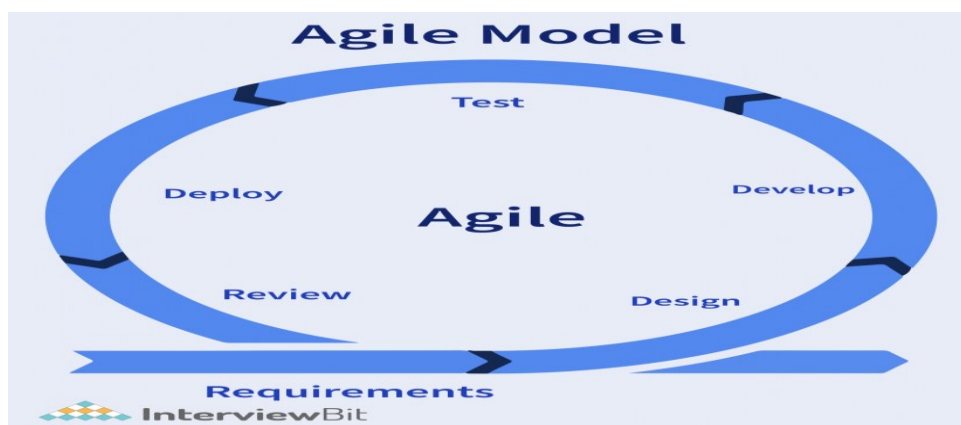 Agile Model
Test
Deploy
Develop
Agile
Review
Design
Requirements
InterviewBit